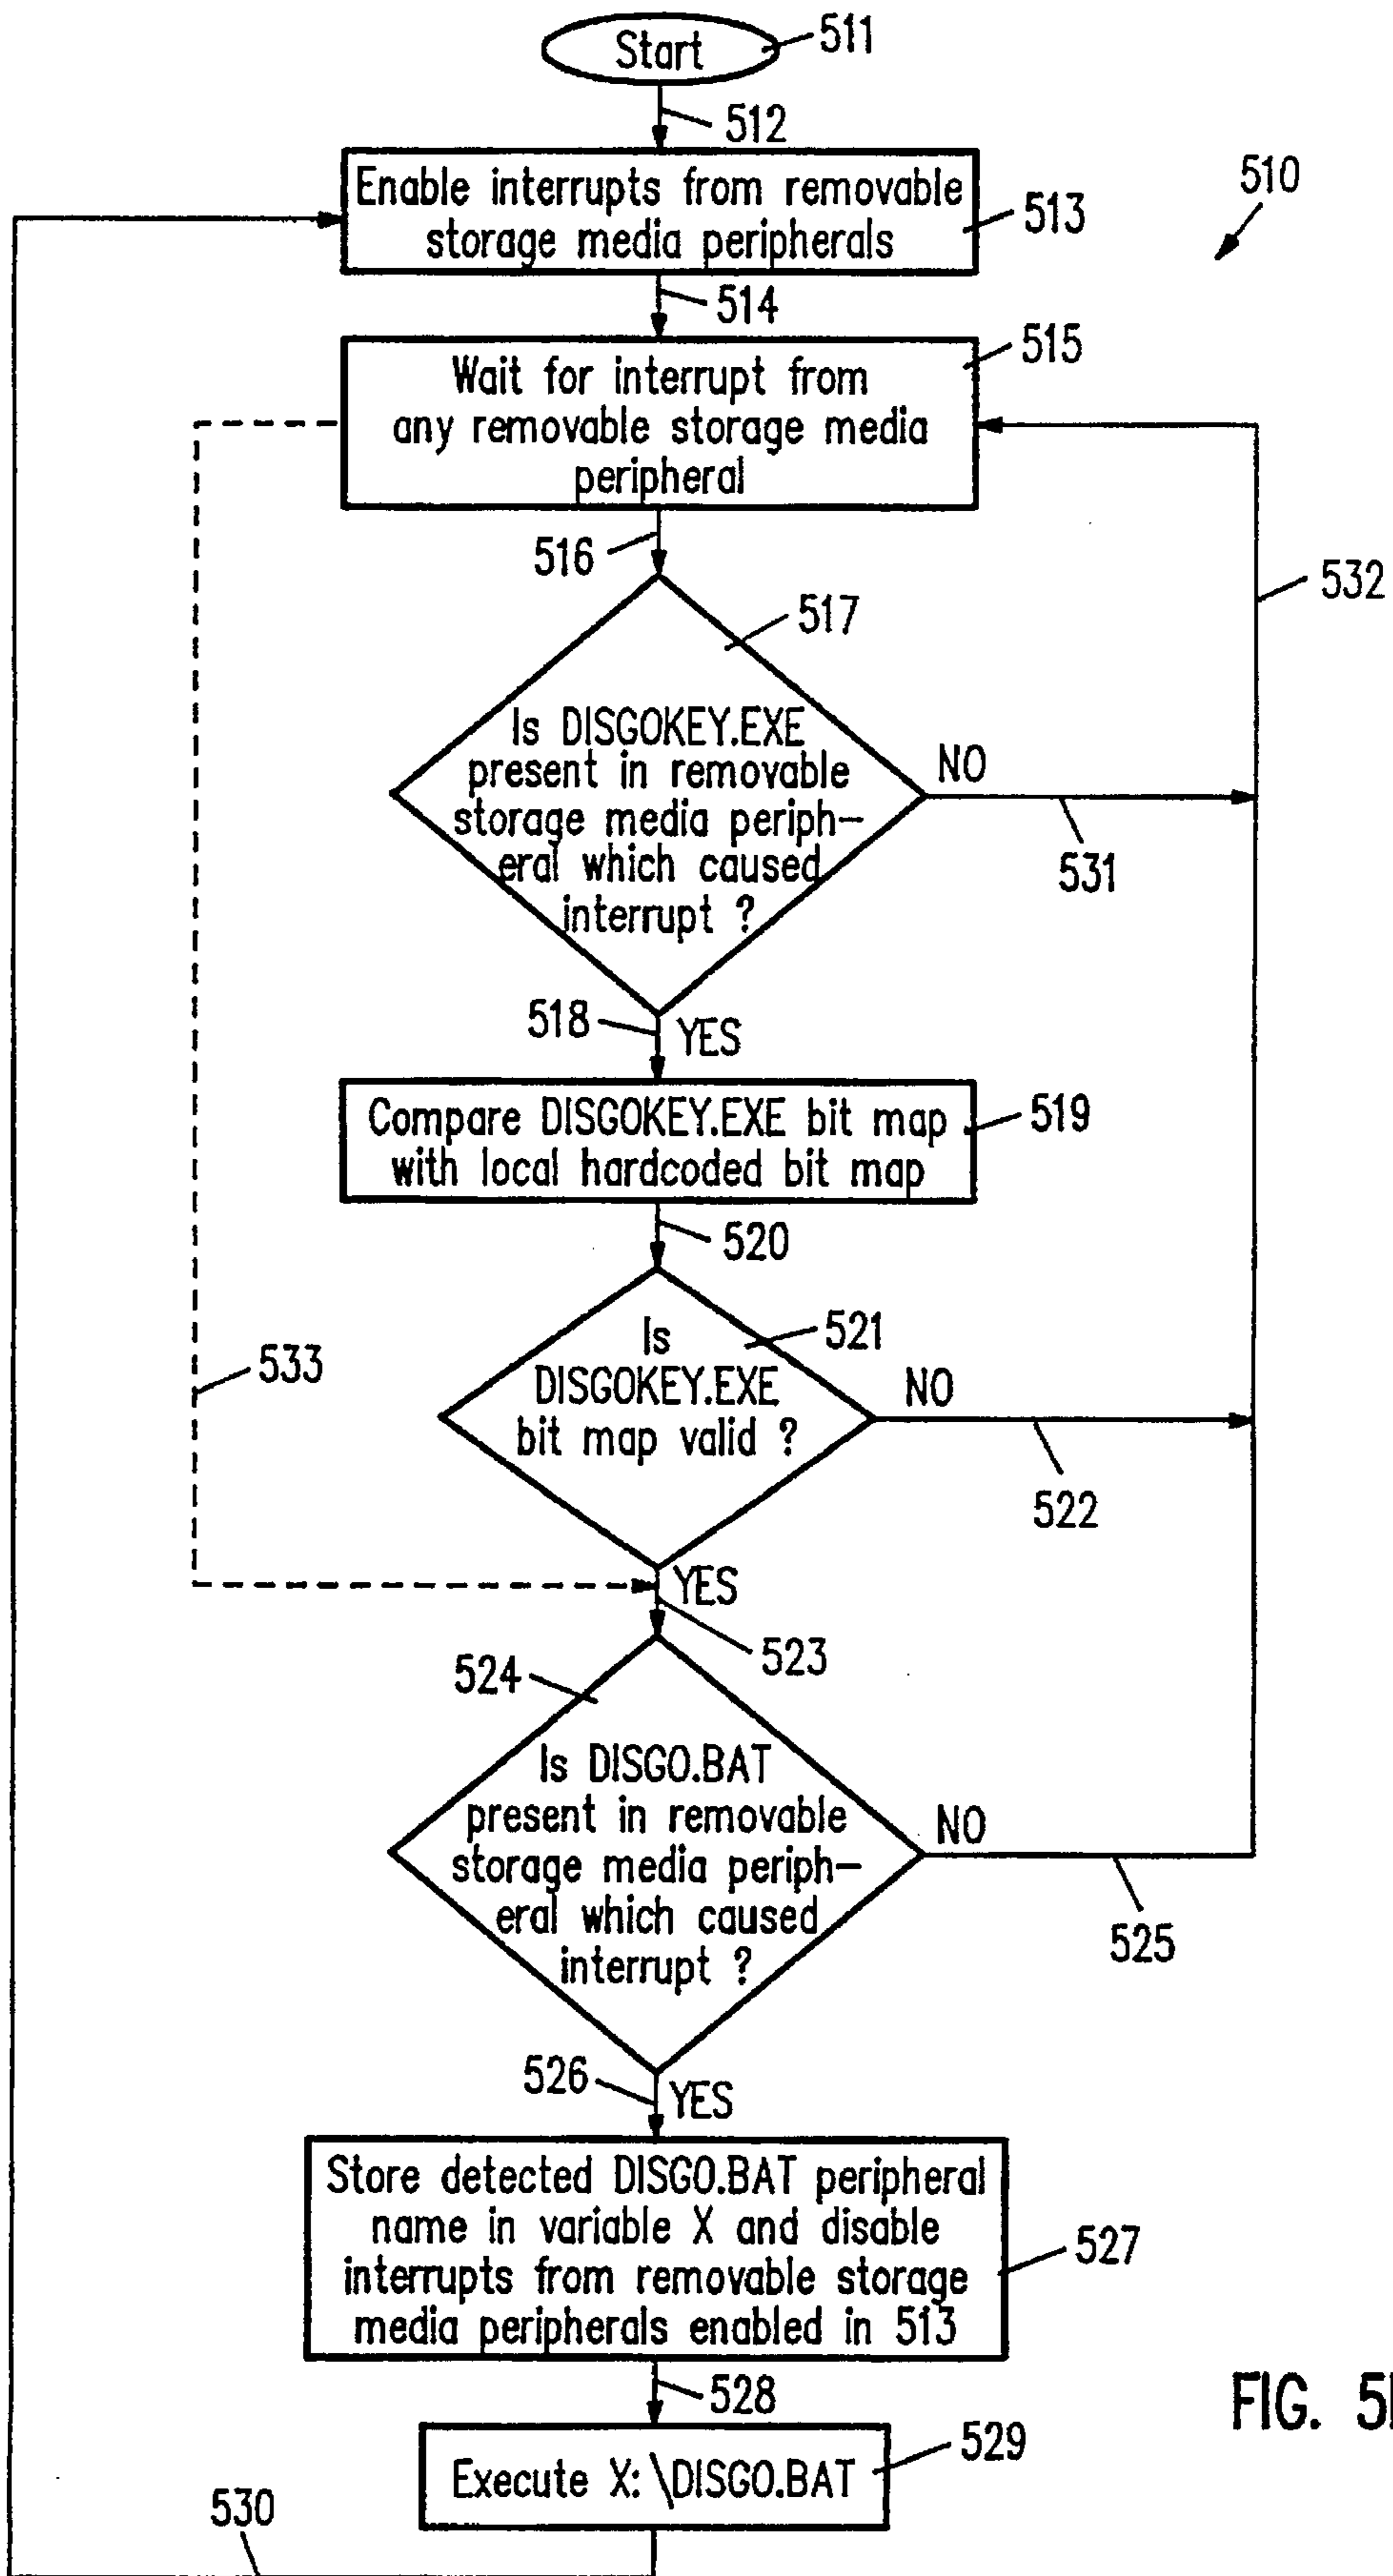 Start
511
512
Enable interrupts from removable
storage media peripherals
513
510
514
Wait for interrupt from
any removable storage media
peripheral
515
516
532
517
Is DISGOKEY.EXE
present in removable
storage media periph-
eral which caused
interrupt ?
NO
531
518
YES
Compare DISGOKEY.EXE bit map
with local hardcoded bit map
519
520
521
Is
DISGOKEY.EXE
bit map valid ?
NO
522
533
YES
523
524
Is DISGO.BAT
present in removable
storage media periph-
eral which caused
interrupt ?
NO
525
526
YES
Store detected DISGO.BAT peripheral
name in variable X and disable
interrupts from removable storage
media peripherals enabled in 513
527
528
Execute X: \DISGO.BAT
529
530
FIG.